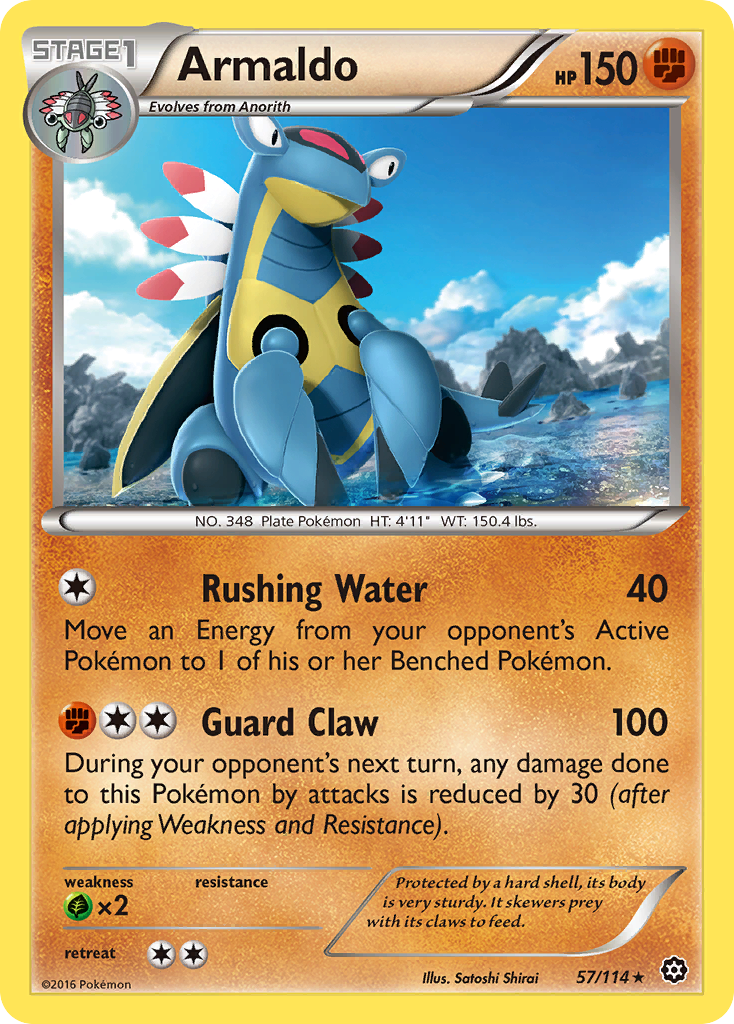 STAGE1
Armaldo
HP150
Evolves from Anorith
NO. 348 Plate Pokémon HT: 4'11" WT: 150.4 lbs.
Rushing Water 40
Move an Energy from your opponent's Active
Pokémon to 1 of his or her Benched Pokémon.
Guard Claw 100
During your opponent's next turn, any damage done
to this Pokémon by attacks is reduced by 30 (after
applying Weakness and Resistance).
weakness resistance
×2
Protected by a hard shell, its body
is very sturdy. It skewers prey
with its claws to feed.
retreat
©2016 Pokémon
Illus. Satoshi Shirai 57/114 ★